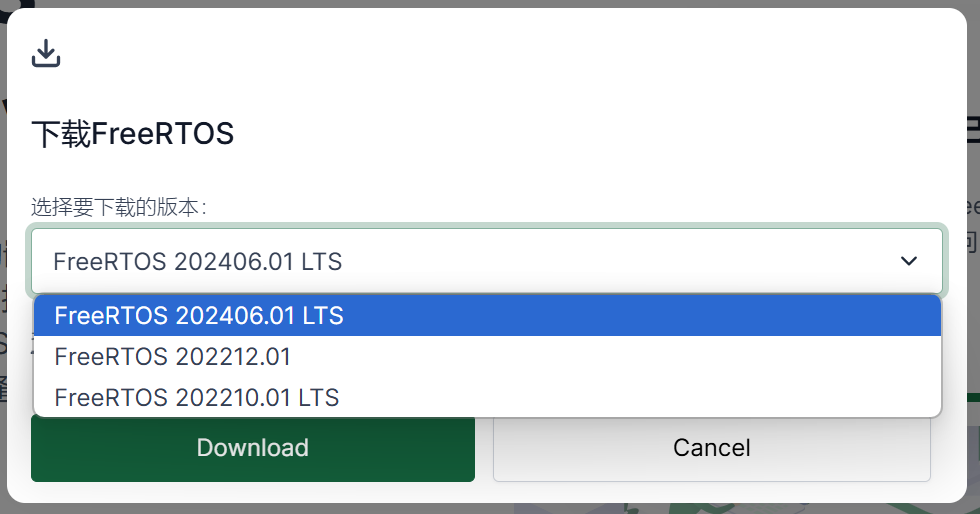 下载FreeRTOS
选择要下载的版本：
FreeRTOS 202406.01 LTS
FreeRTOS 202406.01 LTS
FreeRTOS 202212.01
FreeRTOS 202210.01 LTS
Download
Cancel